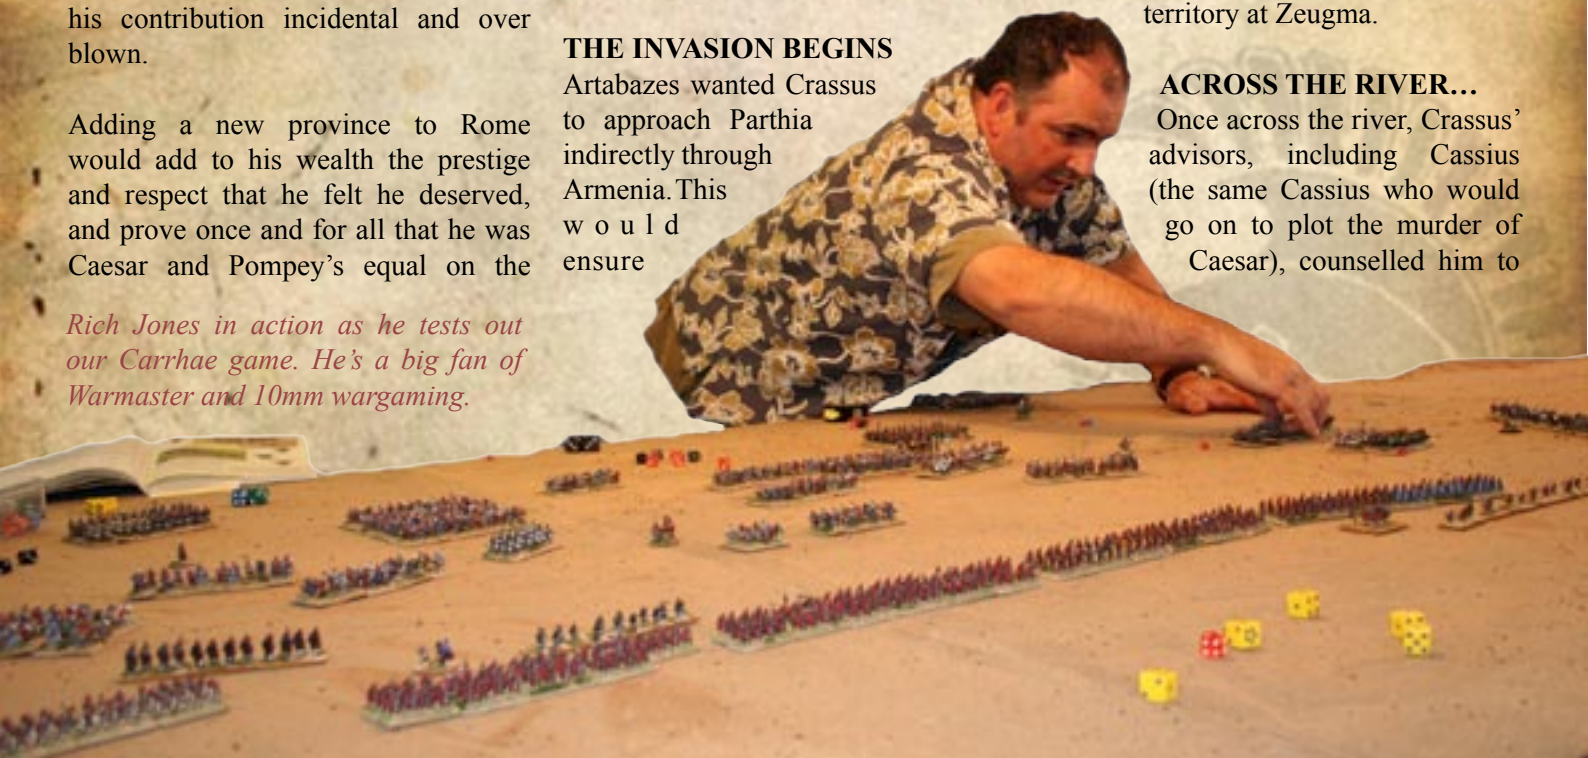 his contribution incidental and over
blown.
Adding a new province to Rome
would add to his wealth the prestige
and respect that he felt he deserved,
and prove once and for all that he was
Caesar and Pompey's equal on the
Rich Jones in action as he tests out
our Carrhae game. He's a big fan of
Warmaster and 10mm wargaming.
THE INVASION BEGINS
Artabazes wanted Crassus
to approach Parthia
indirectly through
Armenia. This
would
ensure
territory at Zeugma.
ACROSS THE RIVER…
Once across the river, Crassus'
advisors, including Cassius
(the same Cassius who would
go on to plot the murder of
Caesar), counselled him to